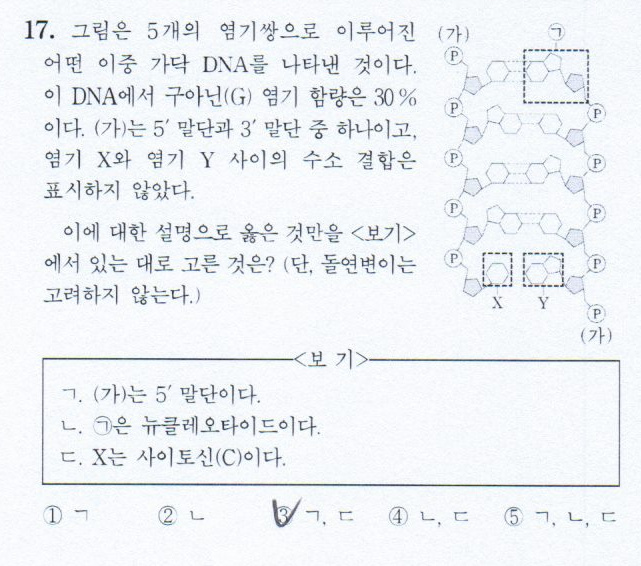 17. 그림은 5개의 염기쌍으로 이루어진
어떤 이중 가닥 DNA를 나타낸 것이다.
이 DNA에서 구아닌(G) 염기 함량은 30%
이다. (가)는 5′ 말단과 3′ 말단 중 하나이고,
염기 X와 염기 Y 사이의 수소 결합은
표시하지 않았다.
이에 대한 설명으로 옳은 것만을 <보기>
에서 있는 대로 고른 것은? (단, 돌연변이는
고려하지 않는다.)
(가) ㉠
P
P
P
P
P
P
P
P
P
P
X Y
(가)
<보 기>
ㄱ. (가)는 5′ 말단이다.
ㄴ. ㉠은 뉴클레오타이드이다.
ㄷ. X는 사이토신(C)이다.
① ㄱ ② ㄴ ③ ㄱ, ㄷ ④ ㄴ, ㄷ ⑤ ㄱ, ㄴ, ㄷ